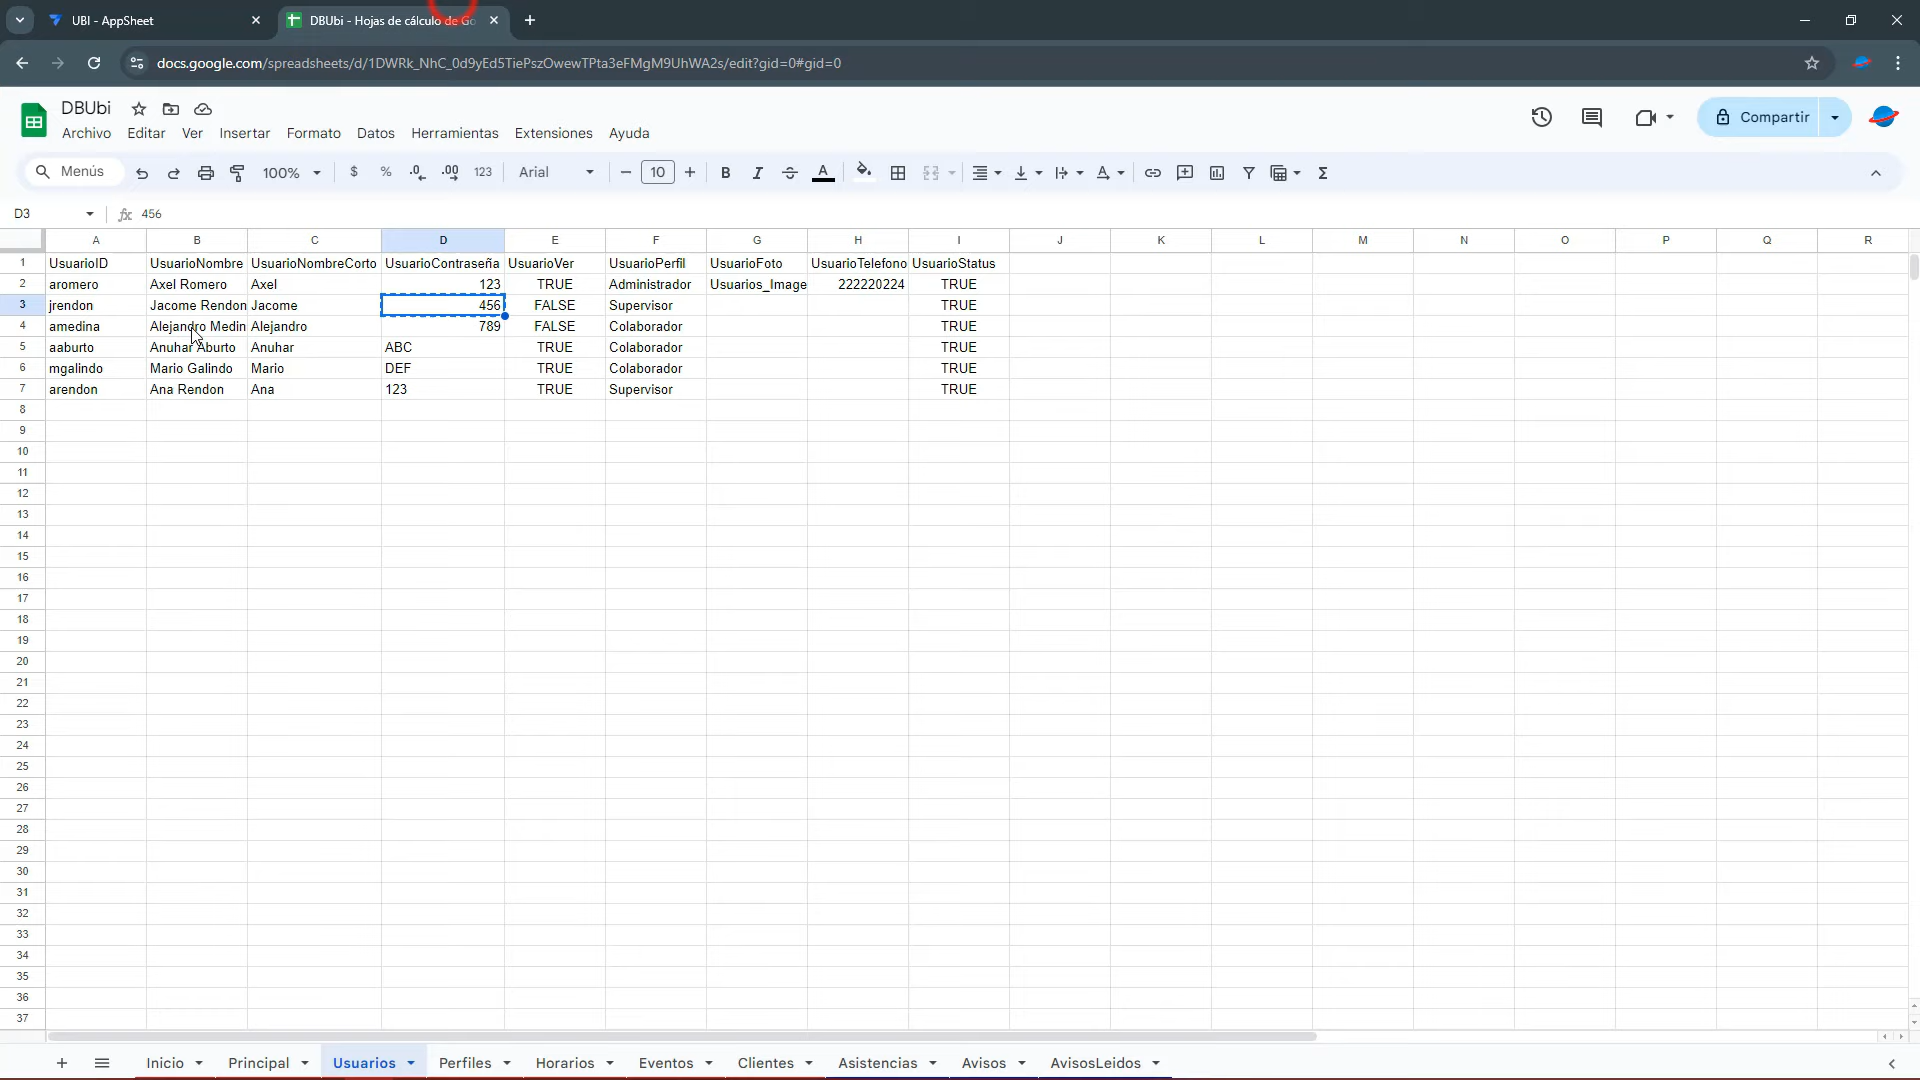 UBI - AppSheet
DBUbi - Hojas de cálculo de Go
docs.google.com/spreadsheets/d/1DWRk_NhC_0d9yEd5TiePszOwewTPta3eFMgM9UhWA2s/edit?gid=0#gid=0
DBUbi
Archivo Editar Ver Insertar Formato Datos Herramientas Extensiones Ayuda
Compartir
Menús 100% $ % .0 .00 123 Arial 10 B I S A
D3 fx 456
A B C D E F G H I J K L M N O P Q R
1 UsuarioID UsuarioNombre UsuarioNombreCorto UsuarioContraseña UsuarioVer UsuarioPerfil UsuarioFoto UsuarioTelefono UsuarioStatus
2 aromero Axel Romero Axel 123 TRUE Administrador Usuarios_Image 222220224 TRUE
3 jrendon Jacome Rendon Jacome 456 FALSE Supervisor TRUE
4 amedina Alejandro Medin Alejandro 789 FALSE Colaborador TRUE
5 aaburto Anuhar Aburto Anuhar ABC TRUE Colaborador TRUE
6 mgalindo Mario Galindo Mario DEF TRUE Colaborador TRUE
7 arendon Ana Rendon Ana 123 TRUE Supervisor TRUE
8
9
10
11
12
13
14
15
16
17
18
19
20
21
22
23
24
25
26
27
28
29
30
31
32
33
34
35
36
37
Inicio Principal Usuarios Perfiles Horarios Eventos Clientes Asistencias Avisos AvisosLeidos